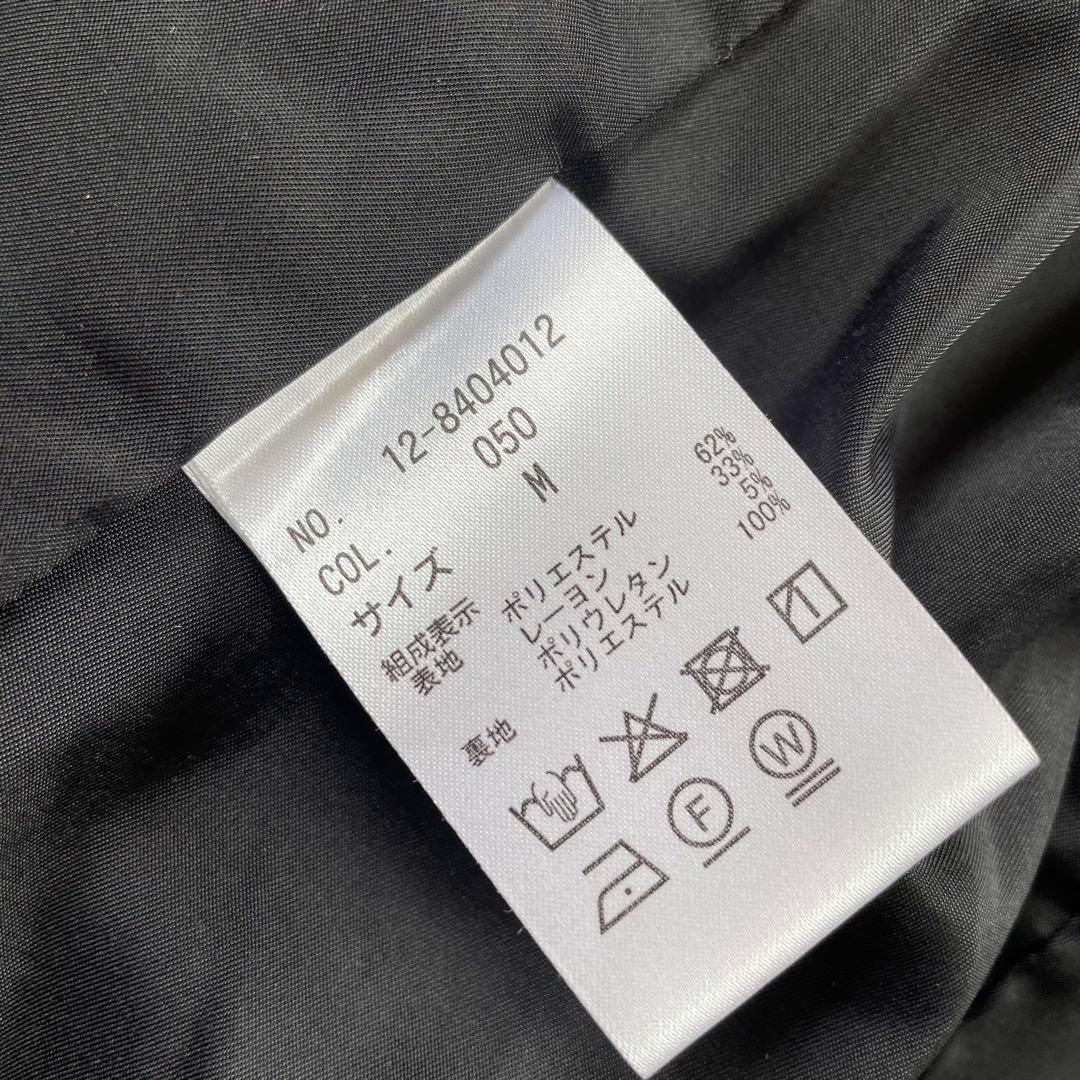 NO. 12-8404012
COL. 050
サイズ M
組成表示
表地 ポリエステル 62%
レーヨン 33%
ポリウレタン 5%
裏地 ポリエステル 100%
1
F W